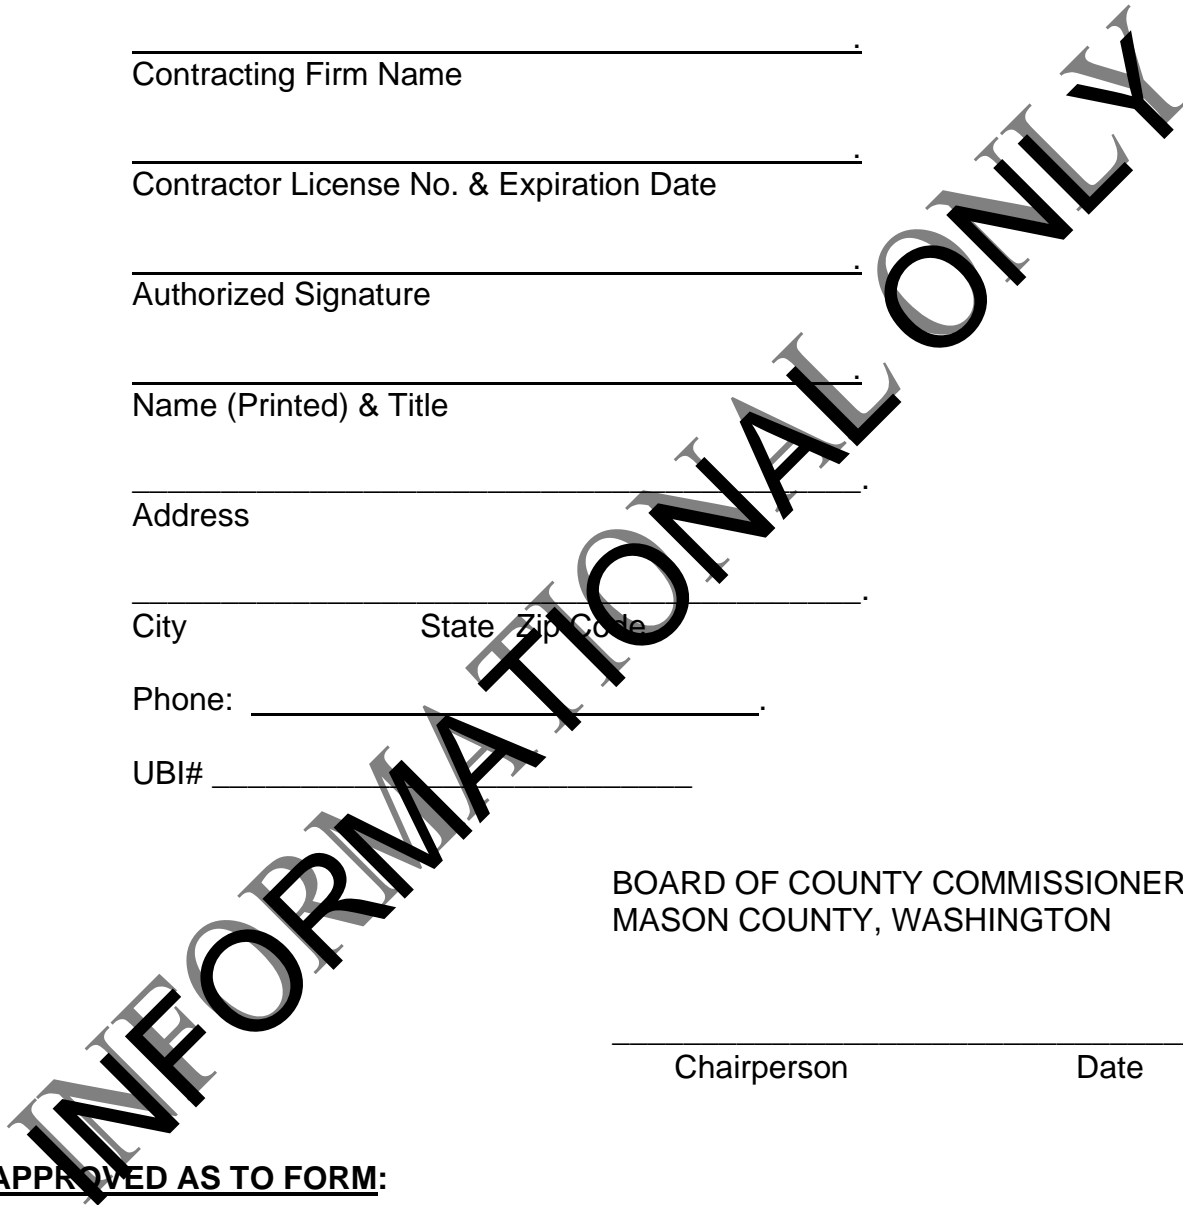 Contracting Firm Name
Contractor License No. & Expiration Date
Authorized Signature
Name (Printed) & Title
Address
City State Zip Code
Phone:
UBI#
BOARD OF COUNTY COMMISSIONER
MASON COUNTY, WASHINGTON
Chairperson Date
APPROVED AS TO FORM:
INFORMATIONAL ONLY